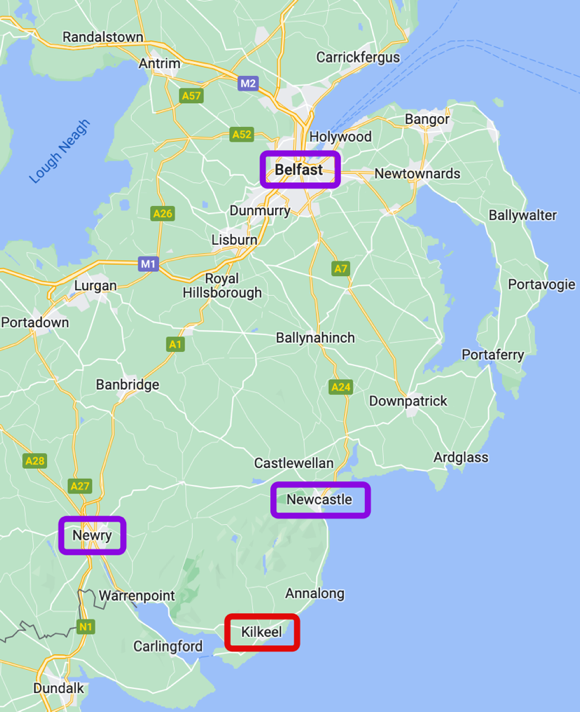 Randalstown
Antrim
Carrickfergus
M2
A57
Bangor
A52
Holywood
Lough Neagh
Belfast
Newtownards
A26
Dunmurry
Ballywalter
Lisburn
M1
A7
Royal
Hillsborough
Lurgan
Portavogie
Portadown
A1
Ballynahinch
Portaferry
Banbridge
A24
Downpatrick
A28
Castlewellan
Ardglass
A27
Newcastle
Newry
Warrenpoint
Annalong
N1
Kilkeel
Carlingford
Dundalk